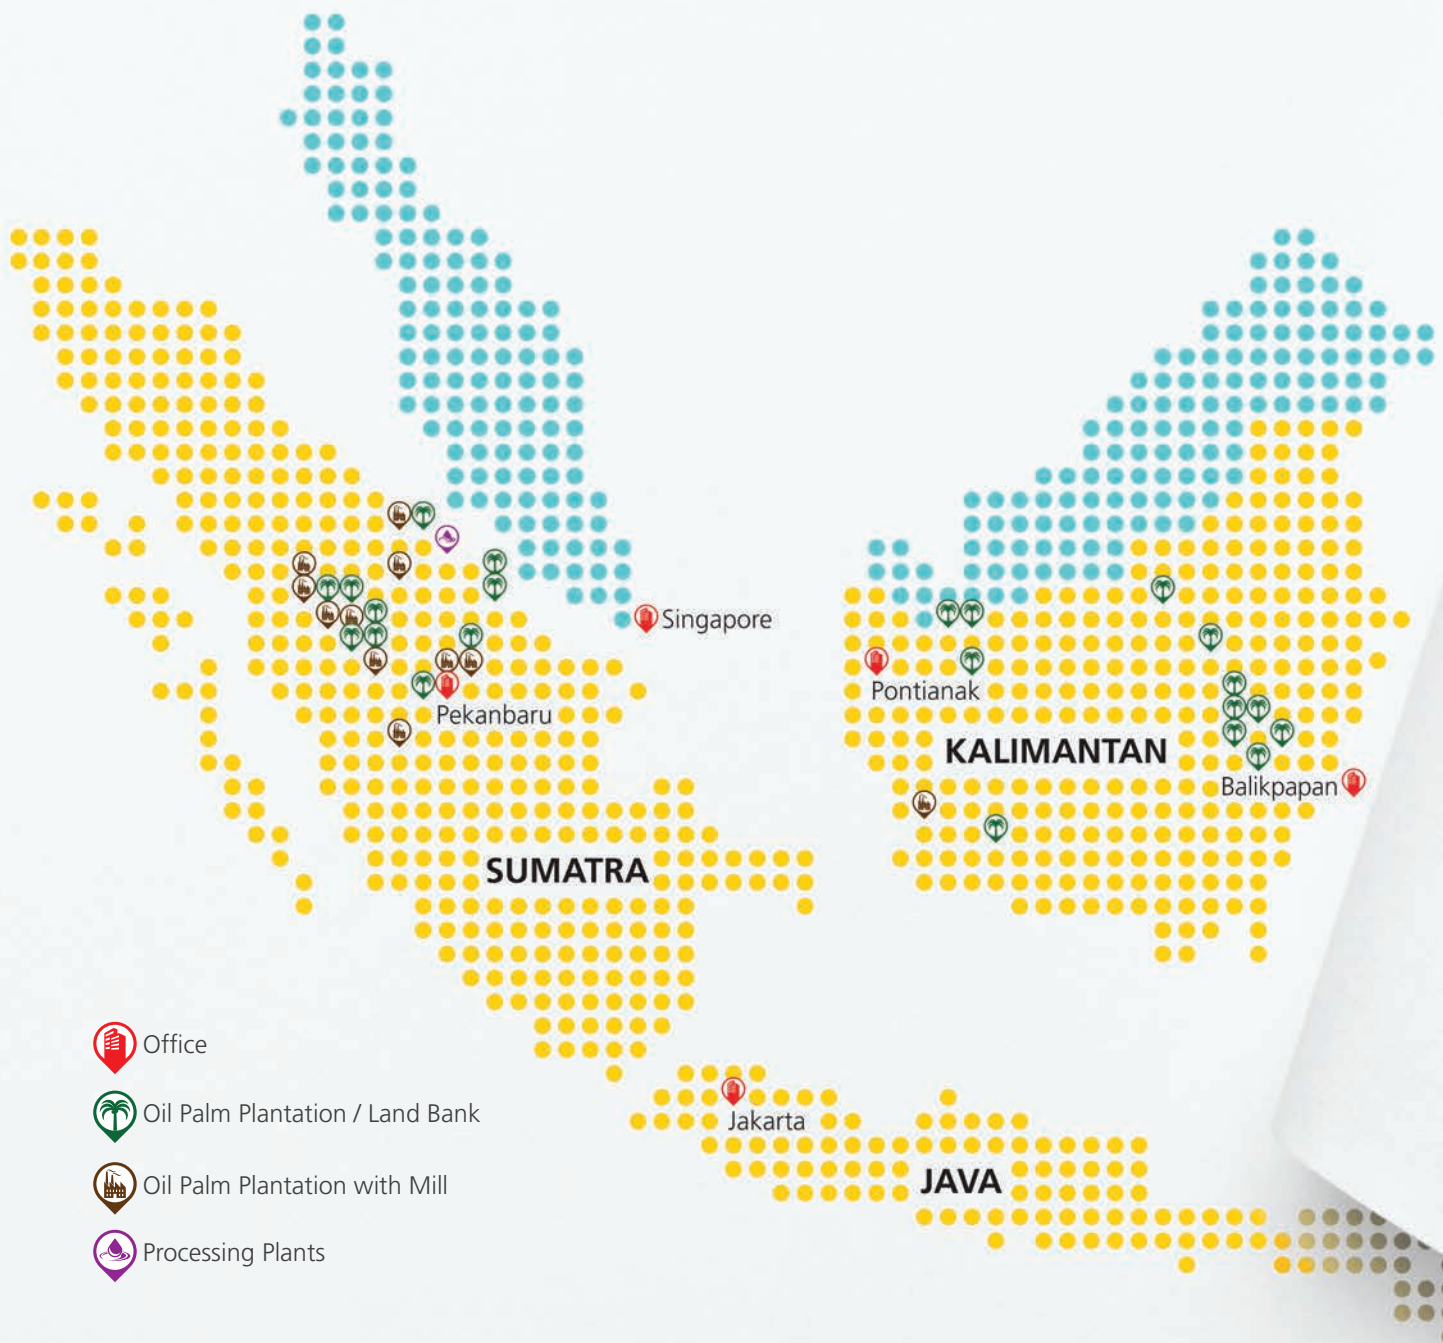 Singapore
Pontianak
Pekanbaru
KALIMANTAN
Balikpapan
SUMATRA
Office
Oil Palm Plantation / Land Bank
Jakarta
Oil Palm Plantation with Mill
JAVA
Processing Plants